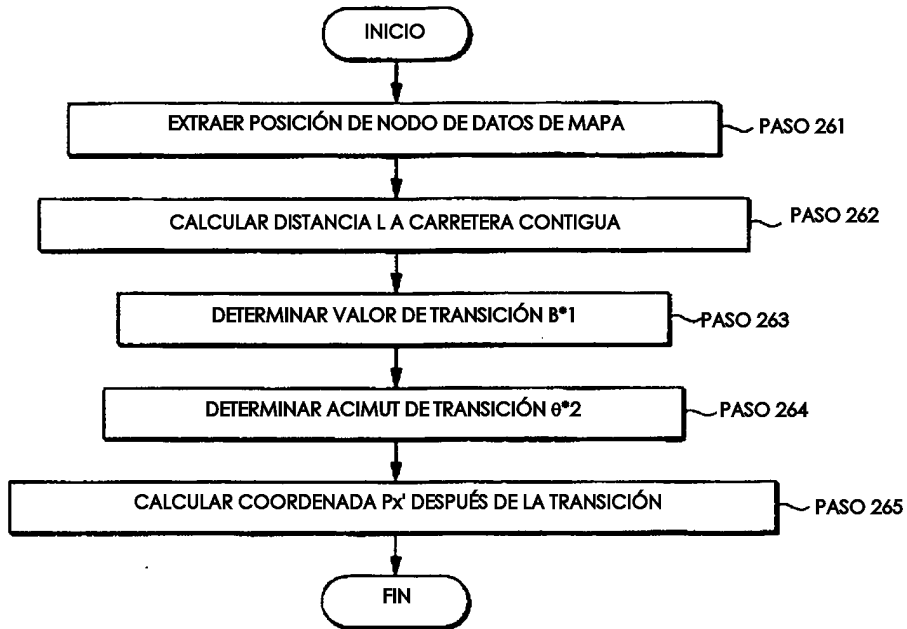 INICIO
EXTRAER POSICIÓN DE NODO DE DATOS DE MAPA
PASO 261
CALCULAR DISTANCIA L A CARRETERA CONTIGUA
PASO 262
DETERMINAR VALOR DE TRANSICIÓN B*1
PASO 263
DETERMINAR ACIMUT DE TRANSICIÓN θ*2
PASO 264
CALCULAR COORDENADA Px' DESPUÉS DE LA TRANSICIÓN
PASO 265
FIN